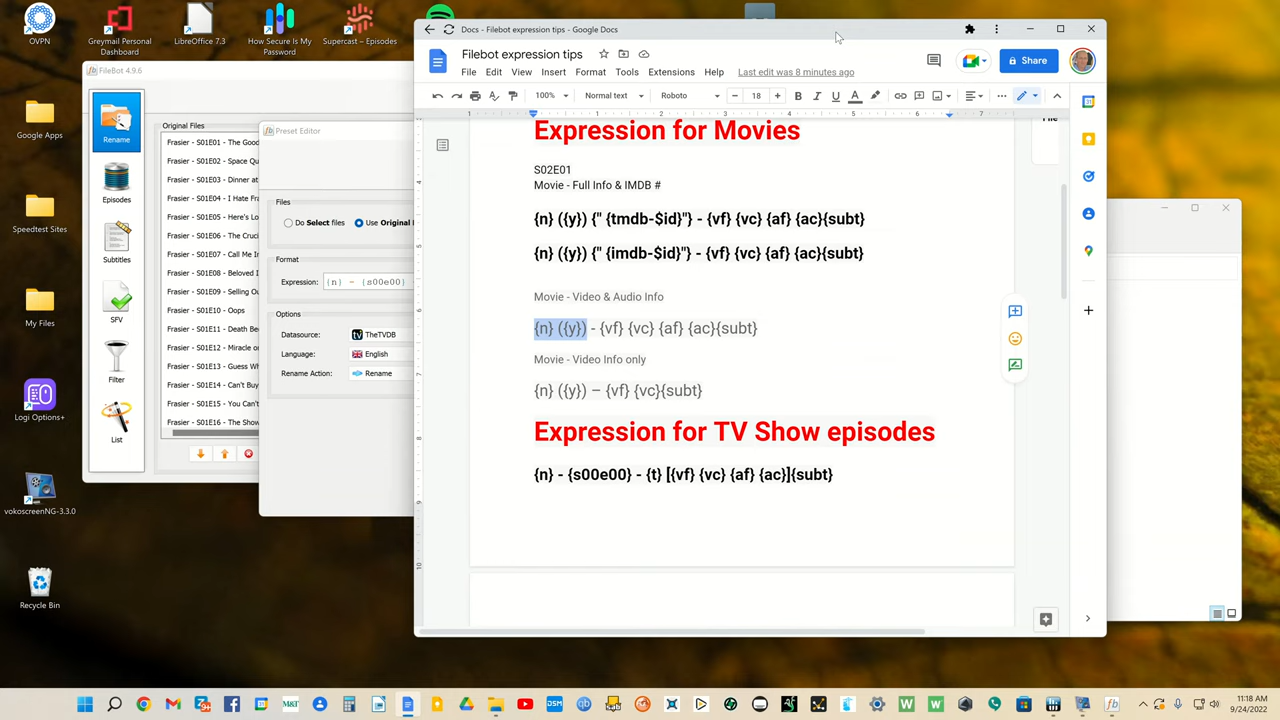 OVPN
Greymail Personal Dashboard
LibreOffice 7.3
How Secure Is My Password
Supercast – Episodes
Google Apps
Speedtest Sites
My Files
Logi Options+
vokoscreenNG-3.3.0
Recycle Bin
FileBot 4.9.6
Rename
Episodes
Subtitles
SFV
Filter
List
Original Files
Frasier - S01E01 - The Good
Frasier - S01E02 - Space Qu
Frasier - S01E03 - Dinner at
Frasier - S01E04 - I Hate Fra
Frasier - S01E05 - Here's Lo
Frasier - S01E06 - The Cruci
Frasier - S01E07 - Call Me In
Frasier - S01E08 - Beloved I
Frasier - S01E09 - Selling Ou
Frasier - S01E10 - Oops
Frasier - S01E11 - Death Be
Frasier - S01E12 - Miracle o
Frasier - S01E13 - Guess Wh
Frasier - S01E14 - Can't Buy
Frasier - S01E15 - You Can't
Frasier - S01E16 - The Show
Preset Editor
Files
Do Select files
Use Original
Format
Expression: {n} - {s00e00}
Options
Datasource: TheTVDB
Language: English
Rename Action: Rename
Docs - Filebot expression tips - Google Docs
Filebot expression tips
File Edit View Insert Format Tools Extensions Help Last edit was 8 minutes ago
Share
100% Normal text Roboto 18
Expression for Movies
S02E01
Movie - Full Info & IMDB #
{n} ({y}) {" {tmdb-$id}"} - {vf} {vc} {af} {ac}{subt}
{n} ({y}) {" {imdb-$id}"} - {vf} {vc} {af} {ac}{subt}
Movie - Video & Audio Info
{n} ({y}) - {vf} {vc} {af} {ac}{subt}
Movie - Video Info only
{n} ({y}) – {vf} {vc}{subt}
Expression for TV Show episodes
{n} - {s00e00} - {t} [{vf} {vc} {af} {ac}]{subt}
11:18 AM
9/24/2022